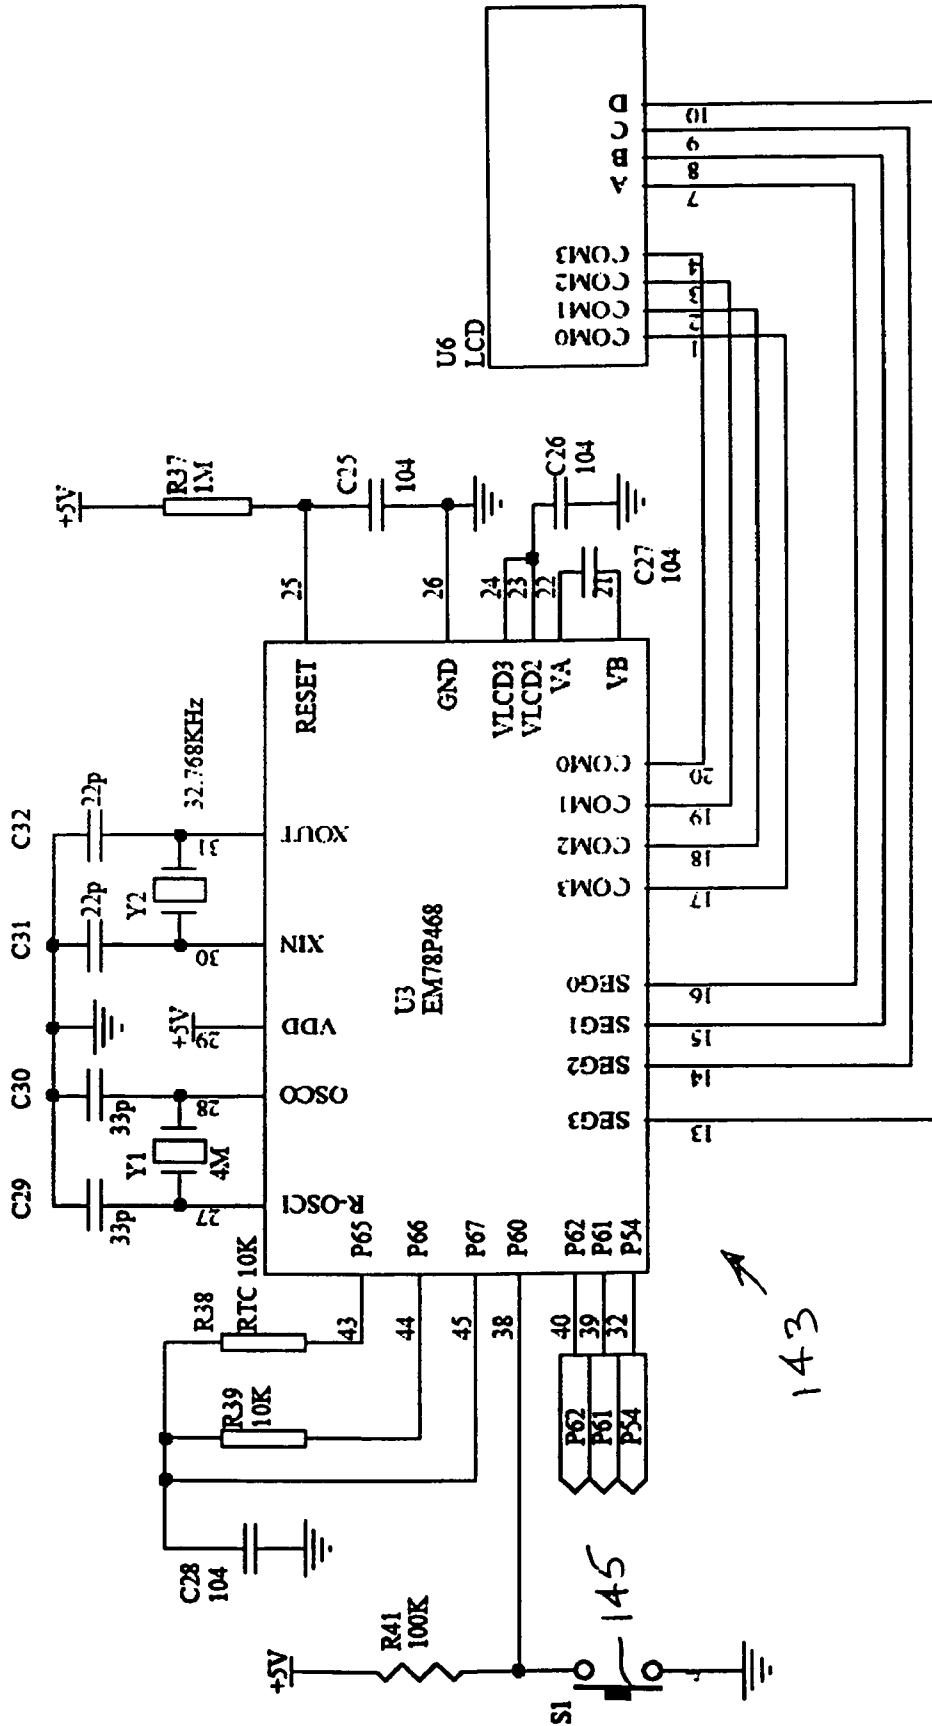 C29
C30
C31
C32
33p
33p
22p
22p
Y1
4M
Y2
32.768KHz
+5V
27
28
29
30
31
R-OSCI
OSCO
VDD
XIN
XOUT
U3
EM78P468
+5V
R37
1M
C25
104
25
26
24
23
22
21
RESET
GND
VLCD3
VLCD2
VA
VB
C26
104
C27
104
R38
RTC 10K
R39
10K
C28
104
43
44
45
38
40
39
32
P65
P66
P67
P60
P62
P61
P54
P62
P61
P54
+5V
R41
100K
S1
145
143
SEG3
SEG2
SEG1
SEG0
COM3
COM2
COM1
COM0
13
14
15
16
17
18
19
20
U6
LCD
COM0
COM1
COM2
COM3
A
B
C
D
1
2
3
4
7
8
9
10